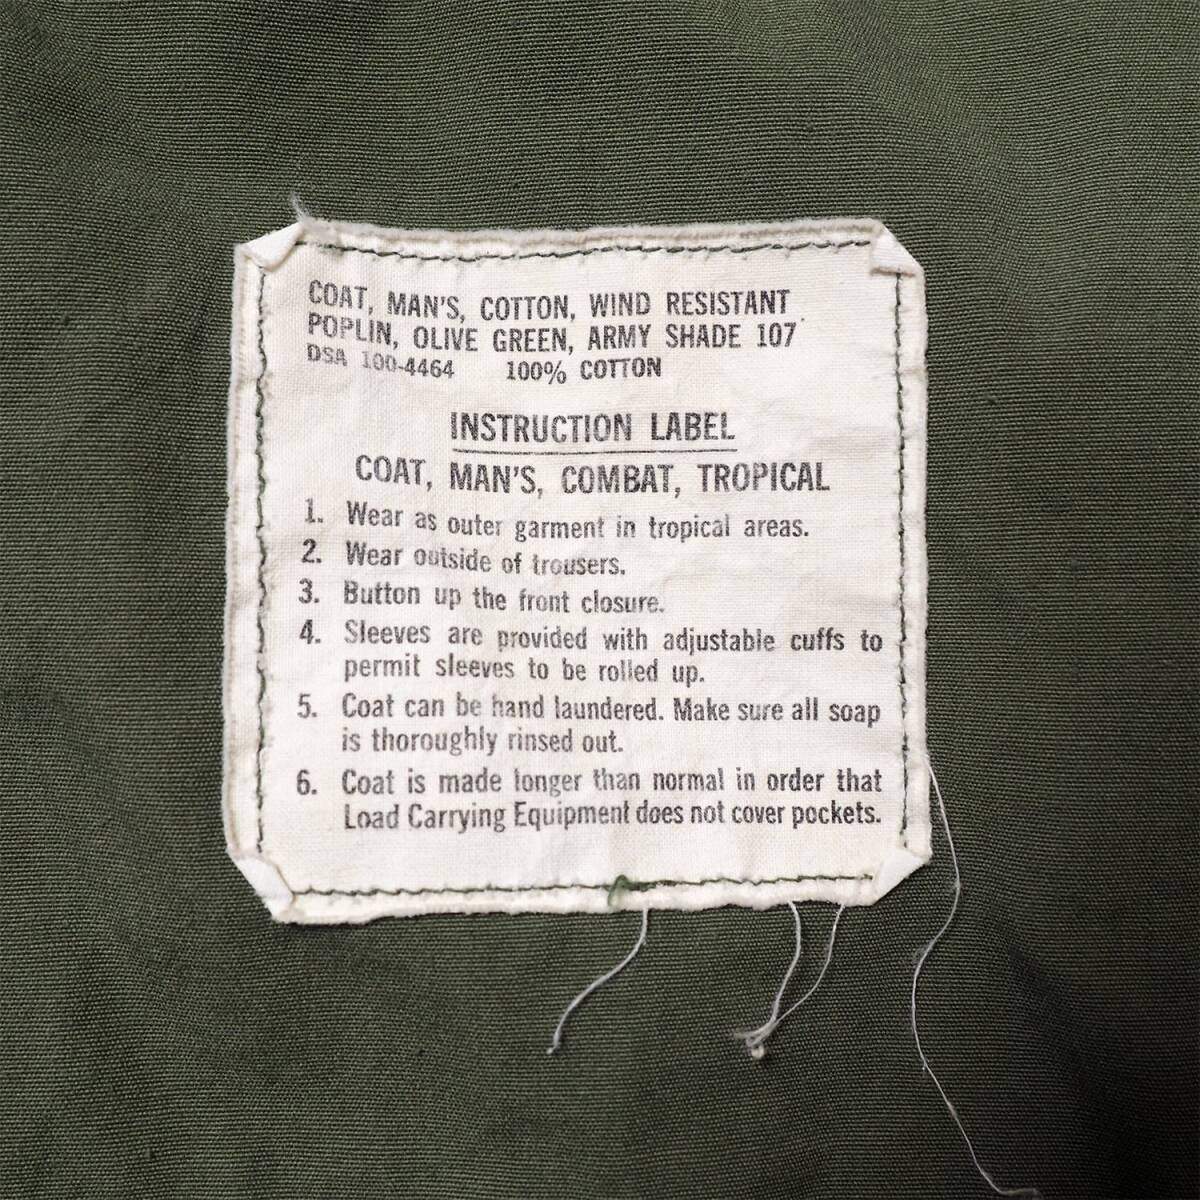 COAT, MAN'S, COTTON, WIND RESISTANT
POPLIN, OLIVE GREEN, ARMY SHADE 107
DSA 100-4464 100% COTTON
INSTRUCTION LABEL
COAT, MAN'S, COMBAT, TROPICAL
1. Wear as outer garment in tropical areas.
2. Wear outside of trousers.
3. Button up the front closure.
4. Sleeves are provided with adjustable cuffs to
permit sleeves to be rolled up.
5. Coat can be hand laundered. Make sure all soap
is thoroughly rinsed out.
6. Coat is made longer than normal in order that
Load Carrying Equipment does not cover pockets.